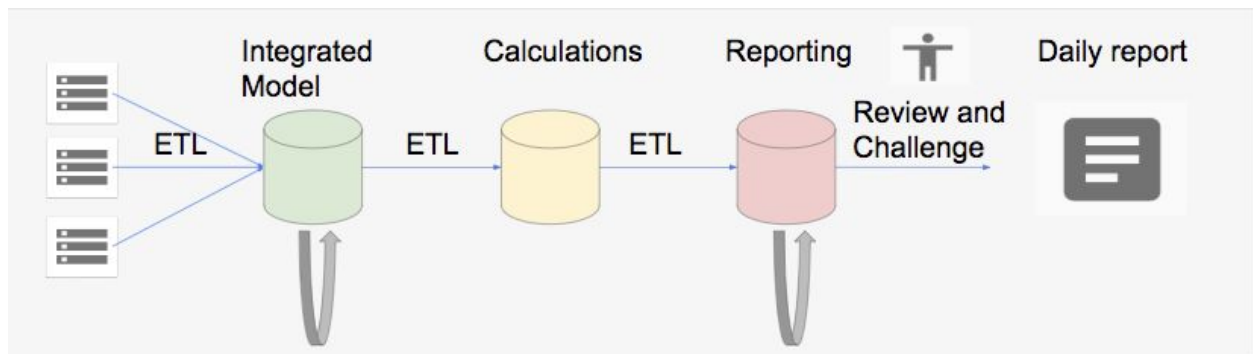 Integrated
Model
Calculations
Reporting
Daily report
ETL
ETL
ETL
Review and
Challenge